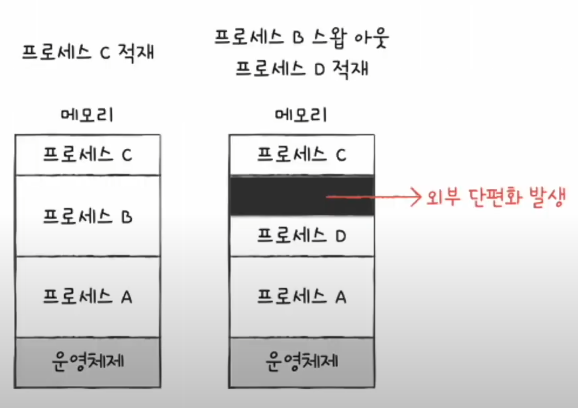 프로세스 C 적재
메모리
프로세스 C
프로세스 B
프로세스 A
운영체제
프로세스 B 스왑 아웃
프로세스 D 적재
메모리
프로세스 C
외부 단편화 발생
프로세스 D
프로세스 A
운영체제